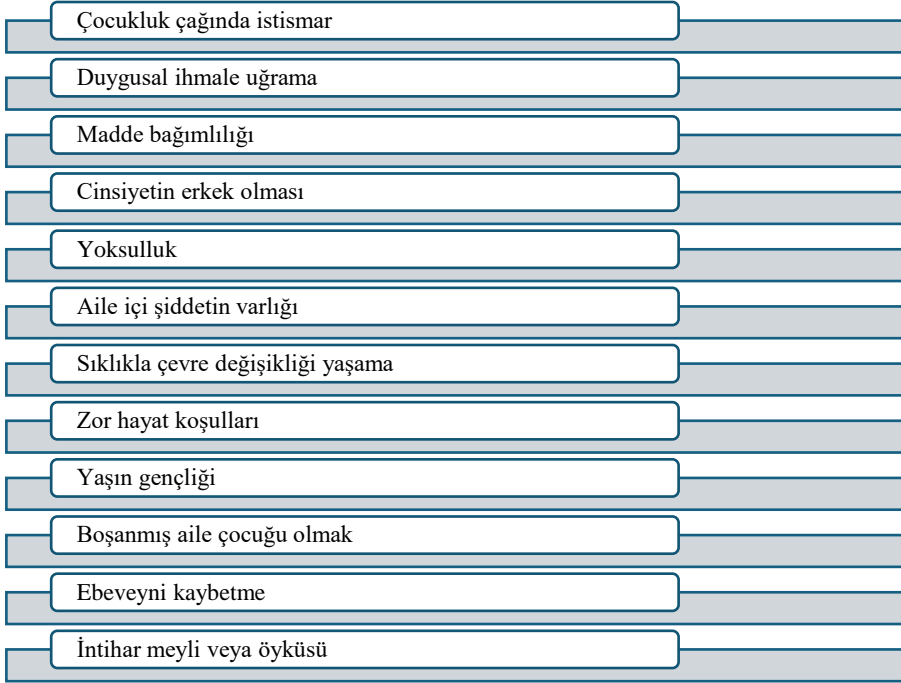 Çocukluk çağında istismar
Duygusal ihmale uğrama
Madde bağımlılığı
Cinsiyetin erkek olması
Yoksulluk
Aile içi şiddetin varlığı
Sıklıkla çevre değişikliği yaşama
Zor hayat koşulları
Yaşın gençliği
Boşanmış aile çocuğu olmak
Ebeveyni kaybetme
İntihar meyli veya öyküsü